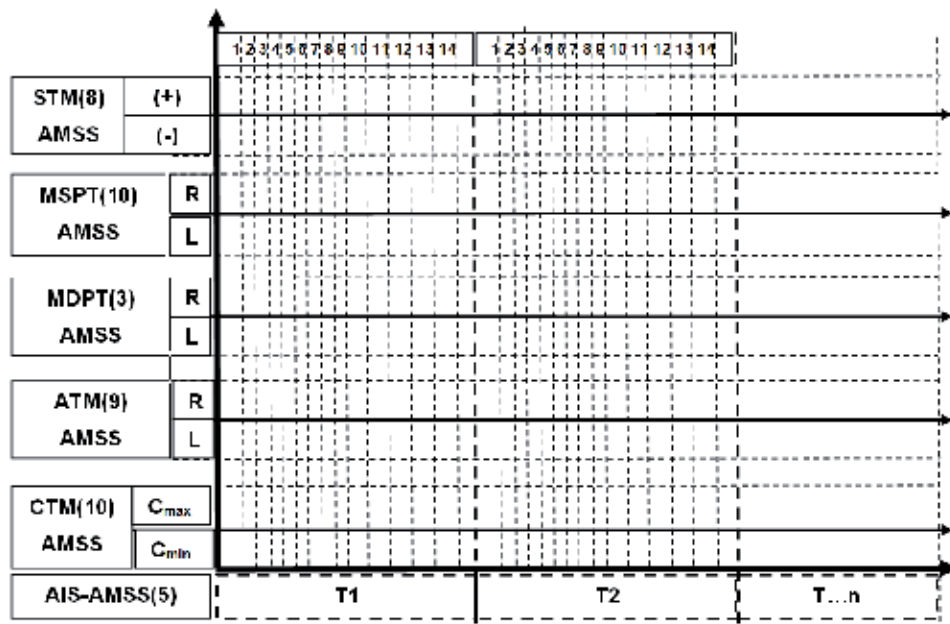 1 2 3 4 5 6 7 8 9 10 11 12 13 14 1 2 3 4 5 6 7 8 9 10 11 12 13 14
STM(8) (+)
AMSS (-)
MSPT(10) R
AMSS L
MDPT(3) R
AMSS L
ATM(9) R
AMSS L
CTM(10) Cmax
AMSS Cmin
AIS-AMSS(5) T1 T2 T...n